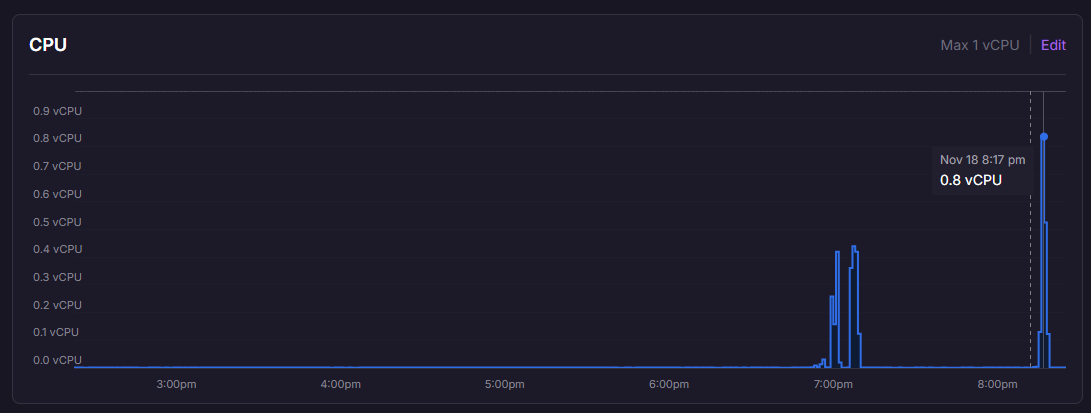 CPU
Max 1 vCPU Edit
0.9 vCPU
0.8 vCPU
0.7 vCPU
0.6 vCPU
0.5 vCPU
0.4 vCPU
0.3 vCPU
0.2 vCPU
0.1 vCPU
0.0 vCPU
Nov 18 8:17 pm
0.8 vCPU
3:00pm 4:00pm 5:00pm 6:00pm 7:00pm 8:00pm